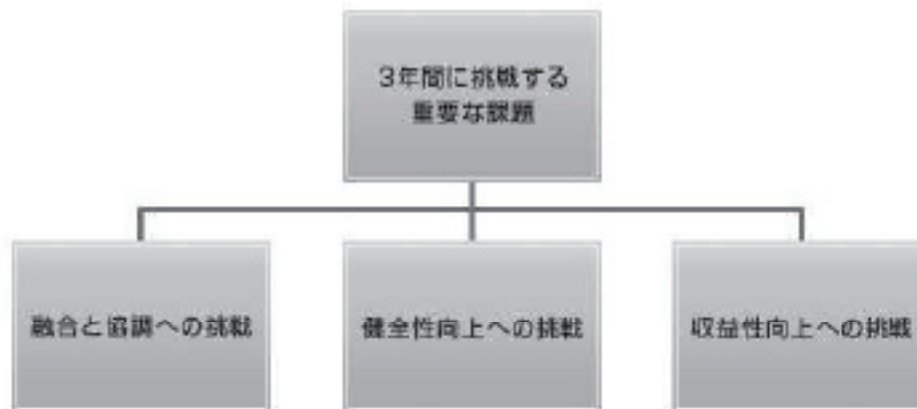 3年間に挑戦する
重要な課題
融合と協調への挑戦
健全性向上への挑戦
収益性向上への挑戦